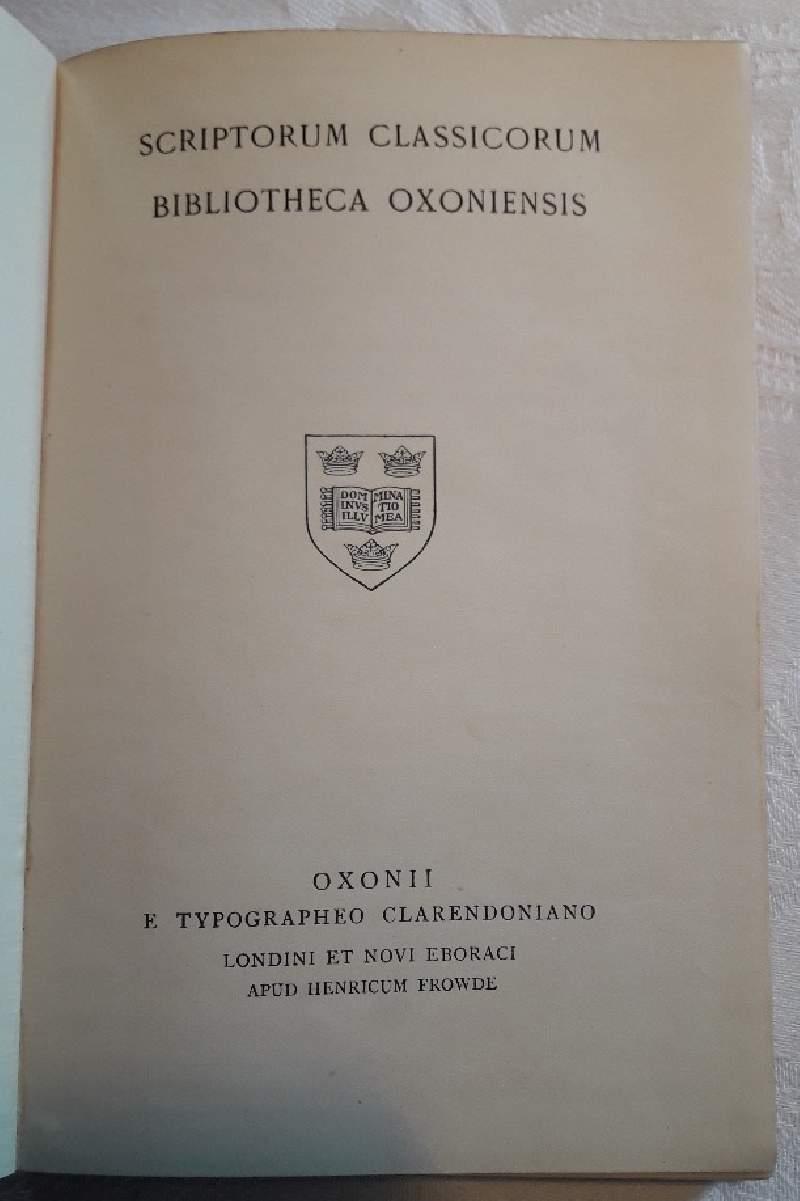 SCRIPTORUM CLASSICORUM
BIBLIOTHECA OXONIENSIS
DOM MINA
INVS TIO
ILLV MEA
OXONII
E TYPOGRAPHEO CLARENDONIANO
LONDINI ET NOVI EBORACI
APUD HENRICUM FROWDE